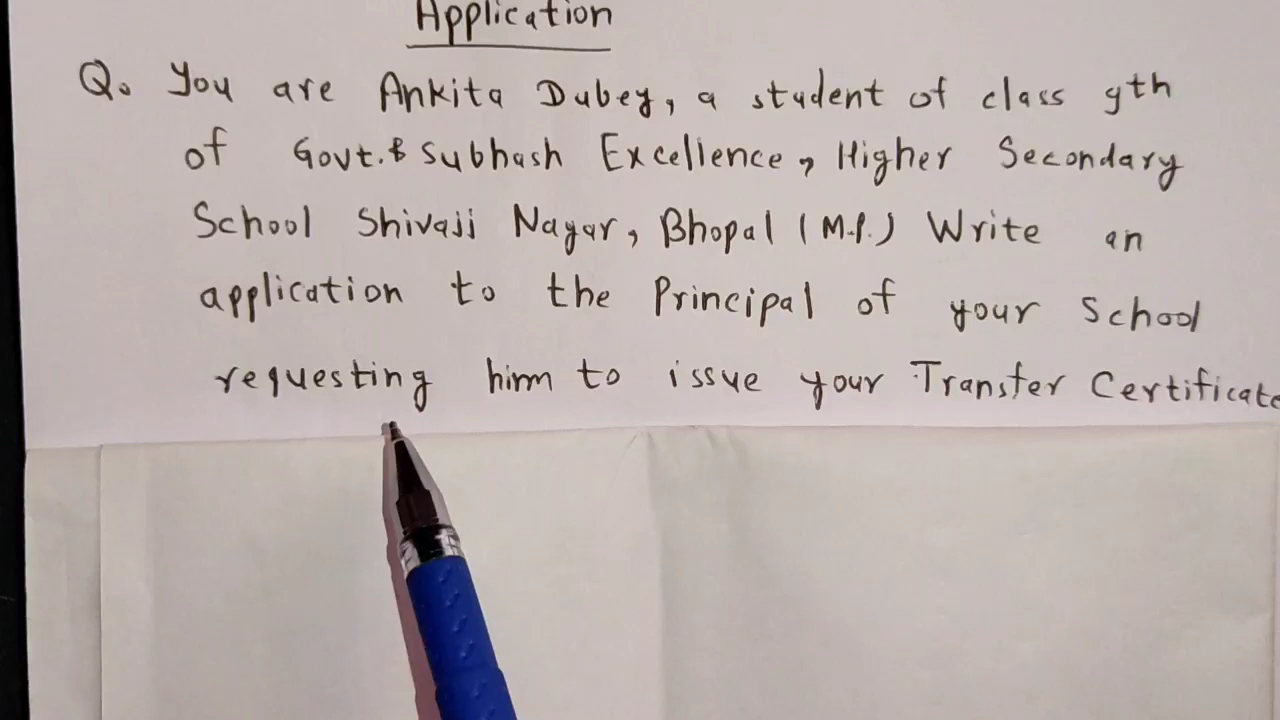 Application
Q. You are Ankita Dubey, a student of class 9th
of Govt. Subhash Excellence, Higher Secondary
School Shivaji Nagar, Bhopal (M.P.) Write an
application to the Principal of your School
requesting him to issue your Transfer Certificate